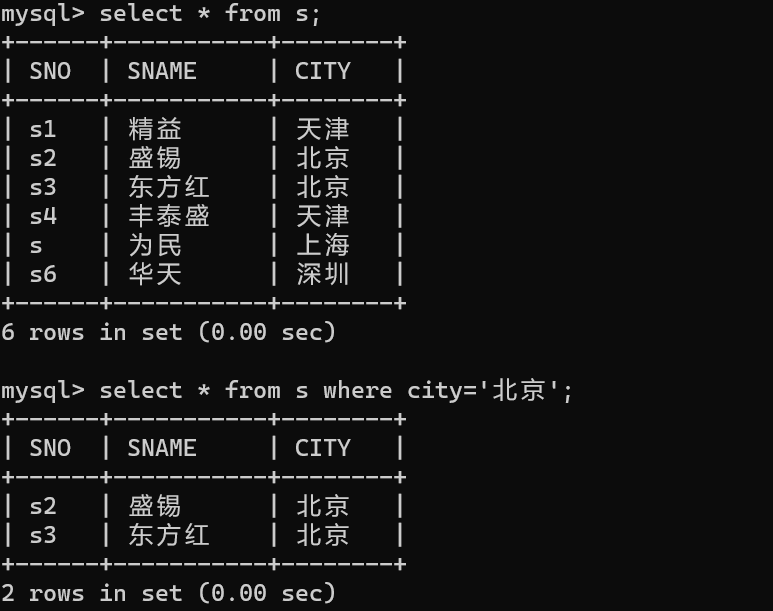 mysql> select * from s;
+------+-----------+--------+
| SNO  | SNAME     | CITY   |
+------+-----------+--------+
| s1   | 精益      | 天津   |
| s2   | 盛锡      | 北京   |
| s3   | 东方红    | 北京   |
| s4   | 丰泰盛    | 天津   |
| s    | 为民      | 上海   |
| s6   | 华天      | 深圳   |
+------+-----------+--------+
6 rows in set (0.00 sec)
mysql> select * from s where city='北京';
+------+-----------+--------+
| SNO  | SNAME     | CITY   |
+------+-----------+--------+
| s2   | 盛锡      | 北京   |
| s3   | 东方红    | 北京   |
+------+-----------+--------+
2 rows in set (0.00 sec)